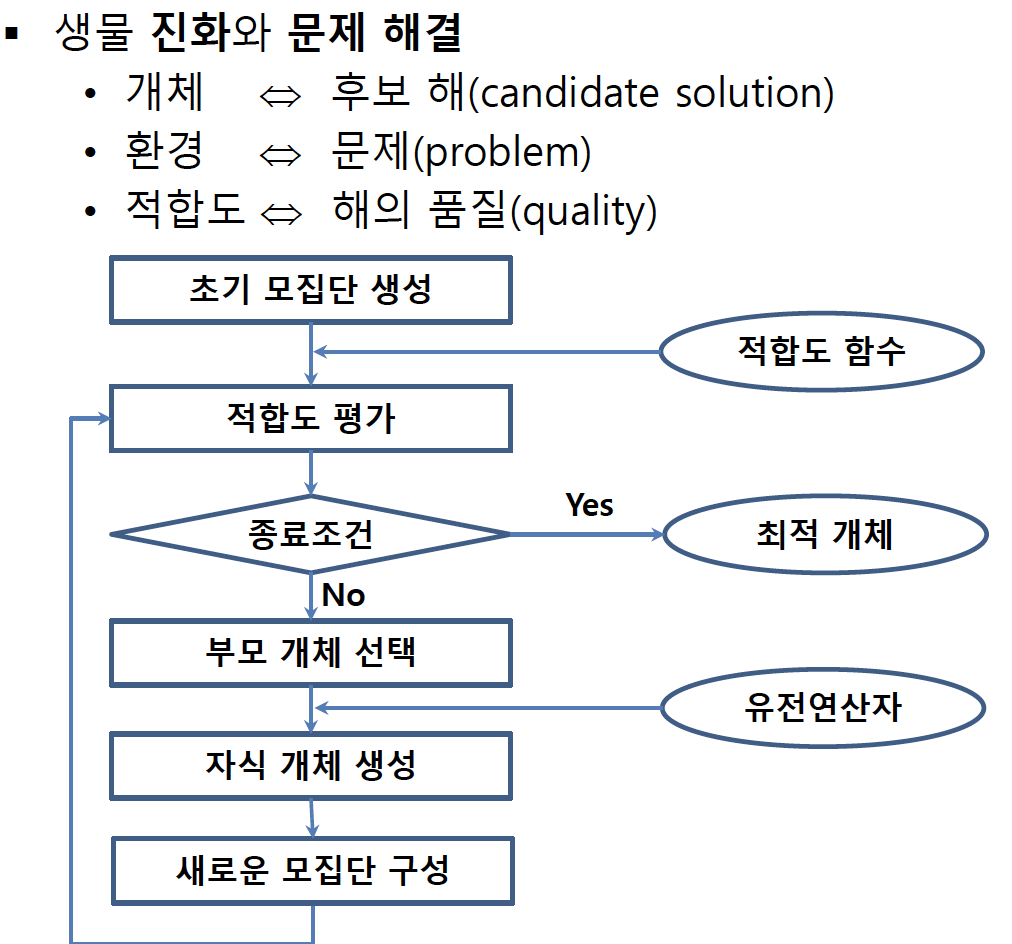 ▪ 생물 진화와 문제 해결
• 개체 ⇔ 후보 해(candidate solution)
• 환경 ⇔ 문제(problem)
• 적합도 ⇔ 해의 품질(quality)
초기 모집단 생성
적합도 함수
적합도 평가
종료조건
Yes
최적 개체
No
부모 개체 선택
유전연산자
자식 개체 생성
새로운 모집단 구성